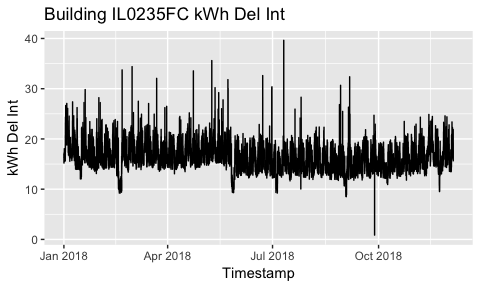 Building IL0235FC kWh Del Int
kWh Del Int
40
30
20
10
0
Jan 2018
Apr 2018
Jul 2018
Oct 2018
Timestamp